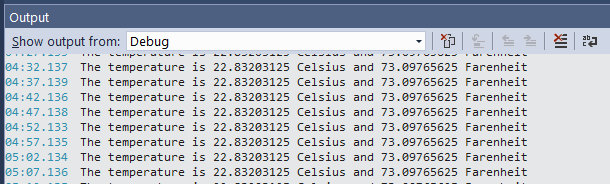 Output
Show output from: Debug
04:32.137 The temperature is 22.83203125 Celsius and 73.09765625 Farenheit
04:37.139 The temperature is 22.83203125 Celsius and 73.09765625 Farenheit
04:42.136 The temperature is 22.83203125 Celsius and 73.09765625 Farenheit
04:47.138 The temperature is 22.83203125 Celsius and 73.09765625 Farenheit
04:52.133 The temperature is 22.83203125 Celsius and 73.09765625 Farenheit
04:57.135 The temperature is 22.83203125 Celsius and 73.09765625 Farenheit
05:02.134 The temperature is 22.83203125 Celsius and 73.09765625 Farenheit
05:07.136 The temperature is 22.83203125 Celsius and 73.09765625 Farenheit